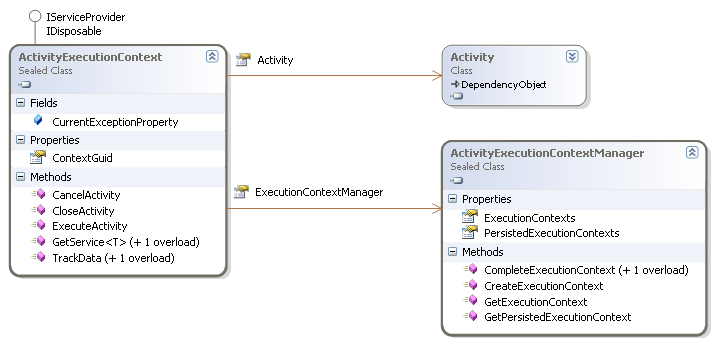 IServiceProvider
IDisposable
ActivityExecutionContext
Sealed Class
Fields
CurrentExceptionProperty
Properties
ContextGuid
Methods
CancelActivity
CloseActivity
ExecuteActivity
GetService<T> (+ 1 overload)
TrackData (+ 1 overload)
Activity
Activity
Class
DependencyObject
ExecutionContextManager
ActivityExecutionContextManager
Sealed Class
Properties
ExecutionContexts
PersistedExecutionContexts
Methods
CompleteExecutionContext (+ 1 overload)
CreateExecutionContext
GetExecutionContext
GetPersistedExecutionContext